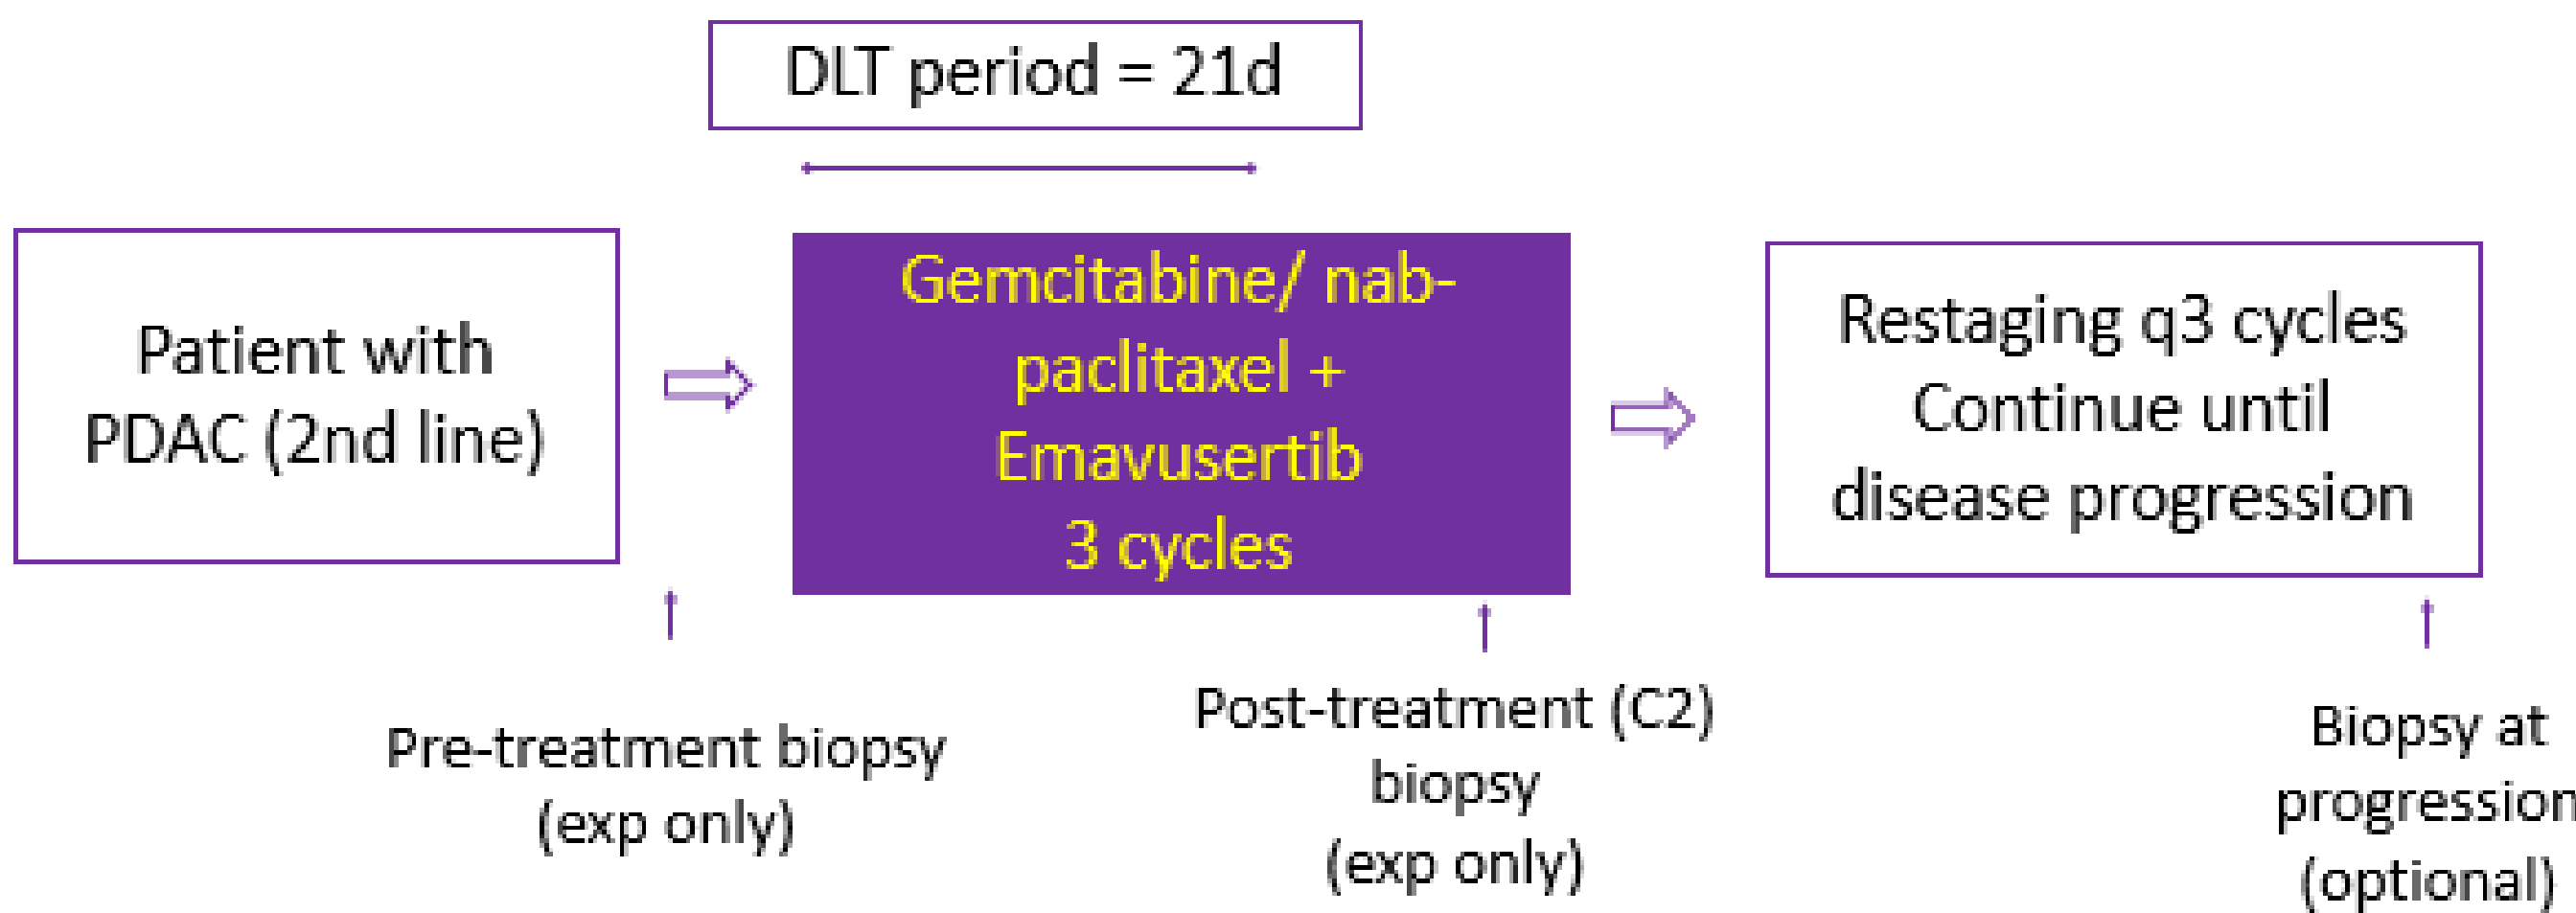 DLT period = 21d
Patient with
PDAC (2nd line)
Gemcitabine/ nab-
paclitaxel +
Emavusertib
3 cycles
Restaging q3 cycles
Continue until
disease progression
Pre-treatment biopsy
(exp only)
Post-treatment (C2)
biopsy
(exp only)
Biopsy at
progression
(optional)